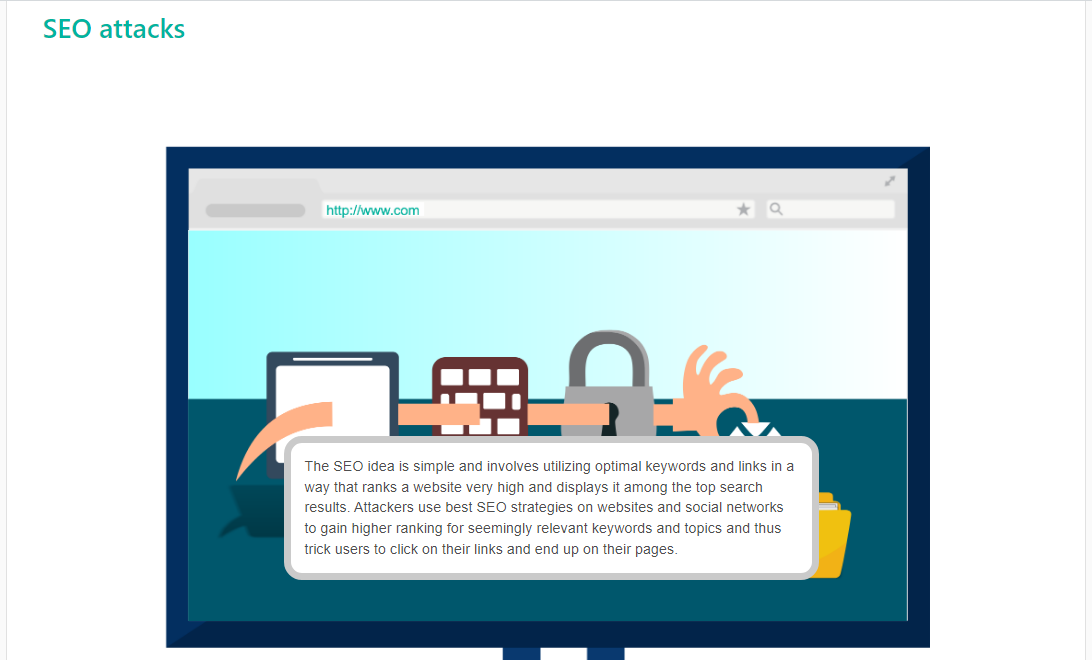 SEO attacks
http://www.com
The SEO idea is simple and involves utilizing optimal keywords and links in a
way that ranks a website very high and displays it among the top search
results. Attackers use best SEO strategies on websites and social networks
to gain higher ranking for seemingly relevant keywords and topics and thus
trick users to click on their links and end up on their pages.